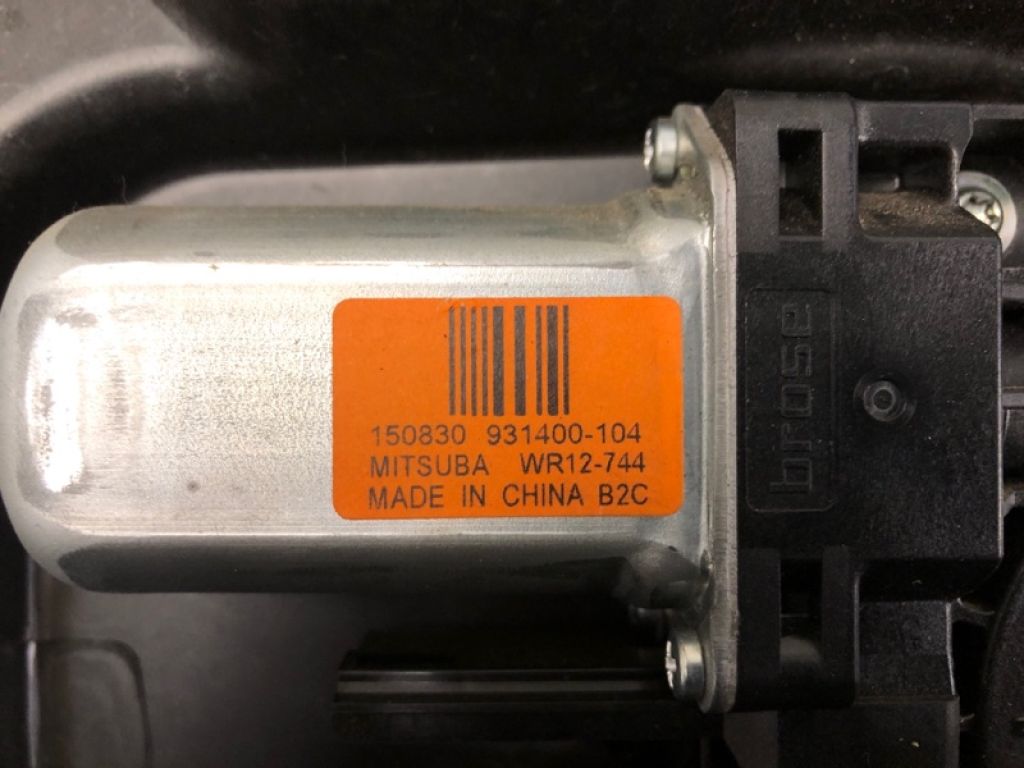 150830 931400-104
MITSUBA WR12-744
MADE IN CHINA B2C
brose